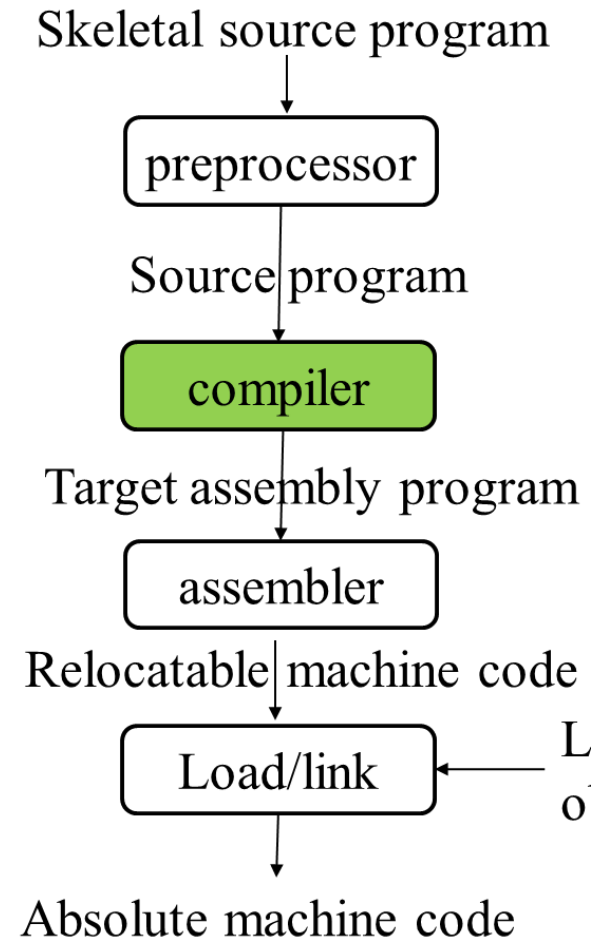 Skeletal source program
preprocessor
Source program
compiler
Target assembly program
assembler
Relocatable machine code
Load/link
Absolute machine code